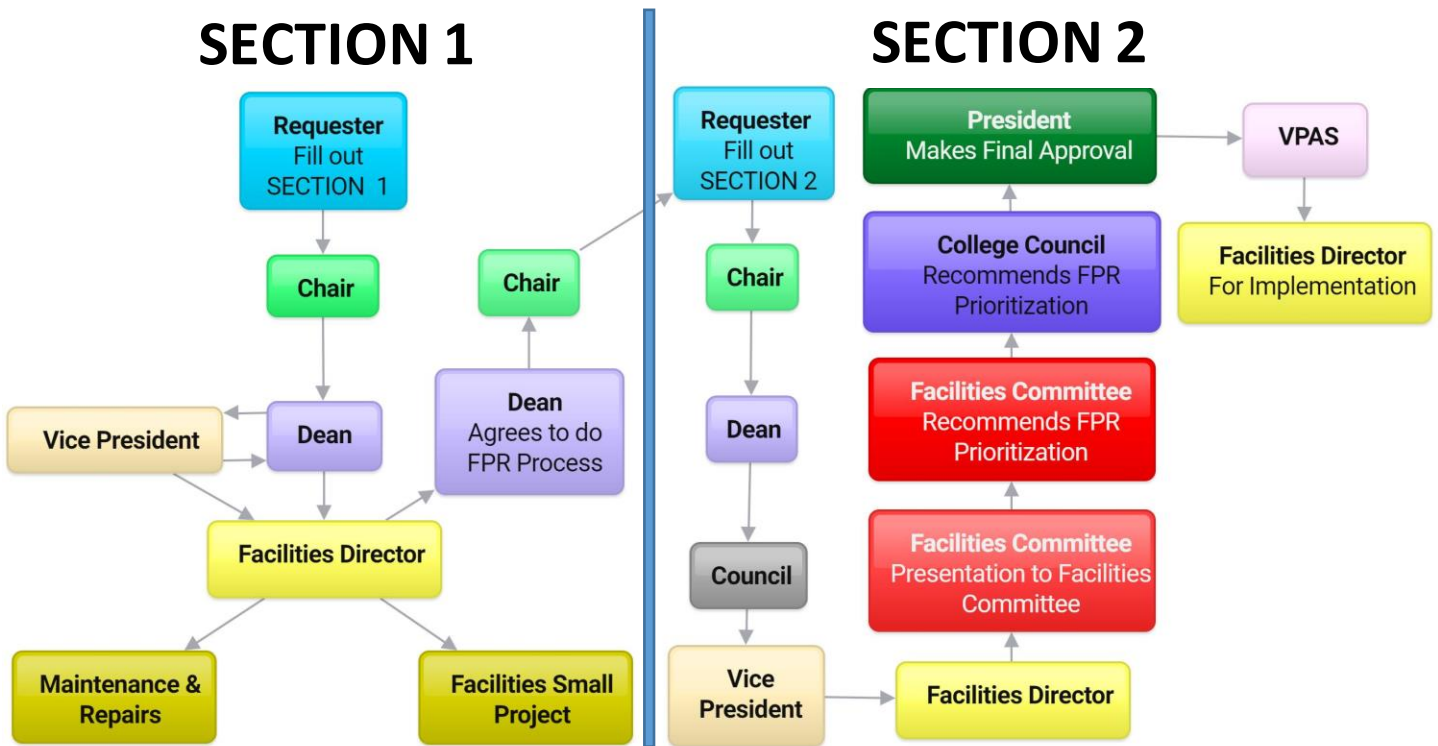 SECTION 1
Requester
Fill out
SECTION 1
Chair
Vice President
Dean
Facilities Director
Maintenance &
Repairs
Facilities Small
Project
Dean
Agrees to do
FPR Process
Chair
SECTION 2
Requester
Fill out
SECTION 2
Chair
Dean
Council
Vice
President
Facilities Director
Facilities Committee
Presentation to Facilities
Committee
Facilities Committee
Recommends FPR
Prioritization
College Council
Recommends FPR
Prioritization
President
Makes Final Approval
VPAS
Facilities Director
For Implementation